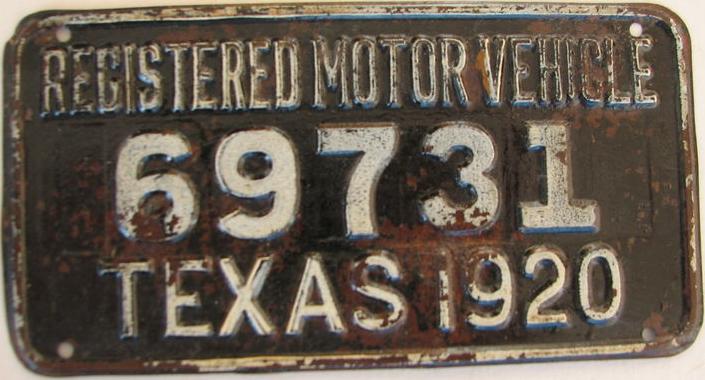 REGISTERED MOTOR VEHICLE
69731
TEXAS 1920